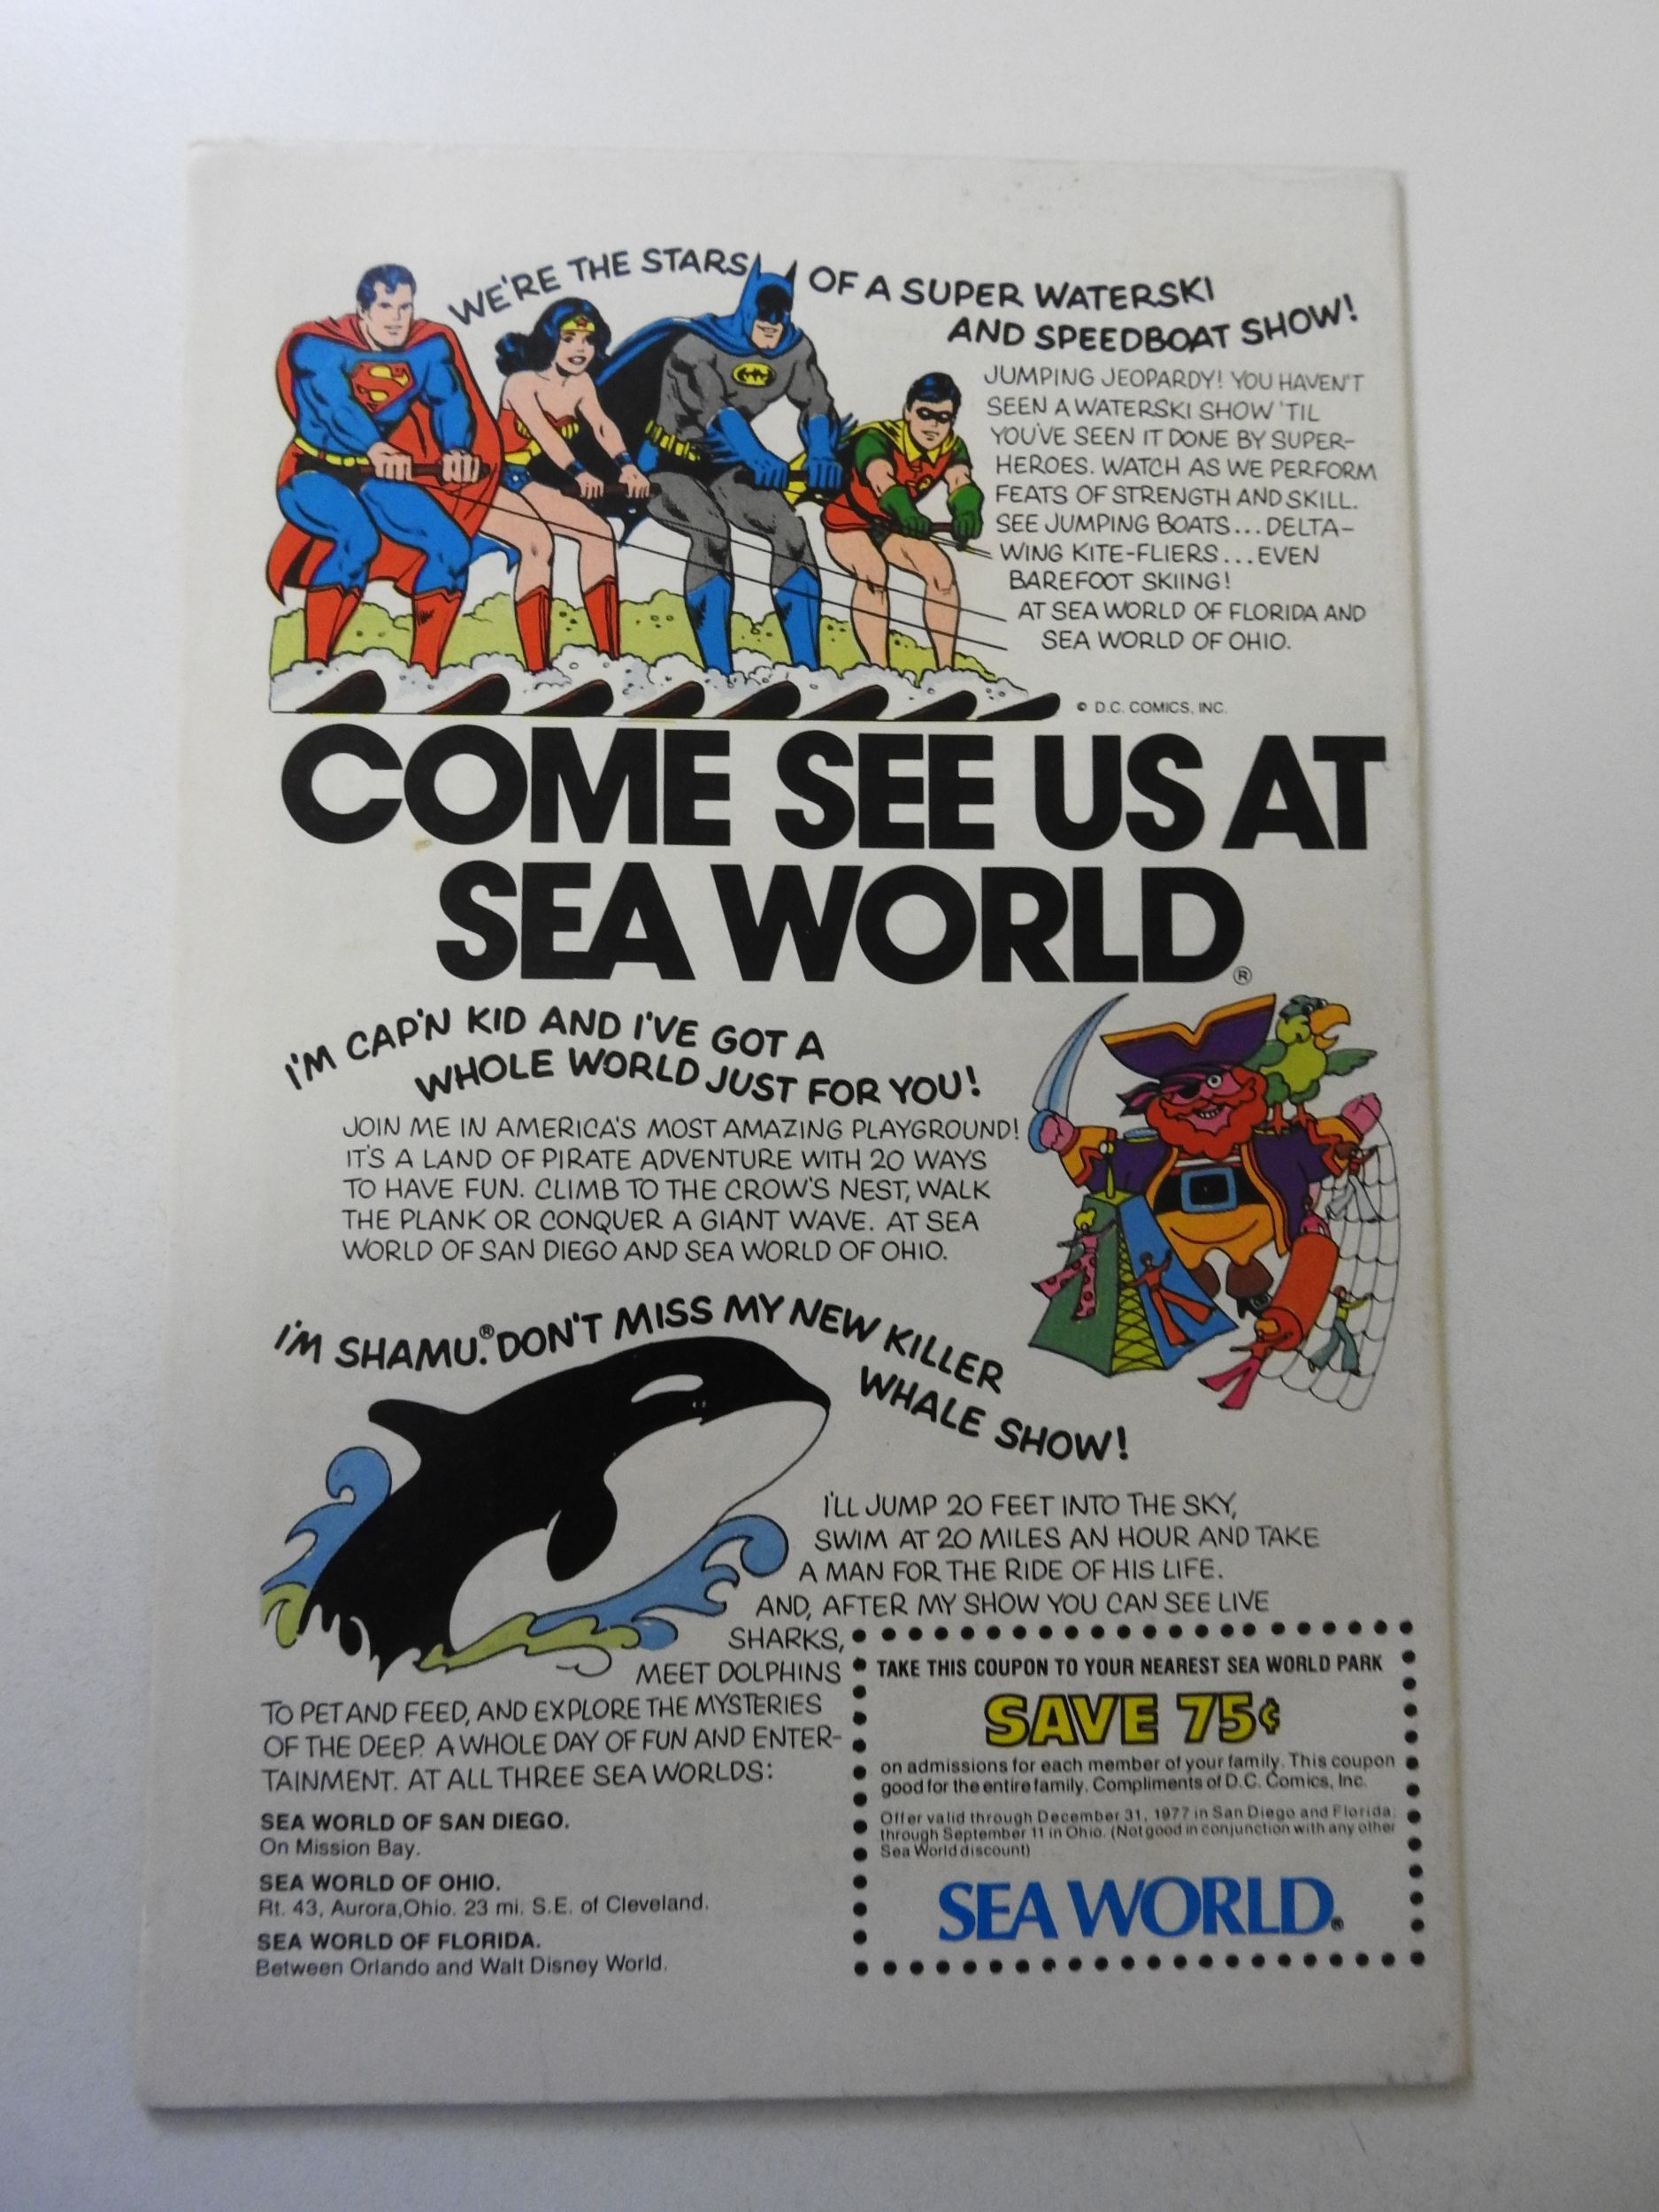 WE'RE THE STARS OF A SUPER WATERSKI
AND SPEEDBOAT SHOW!
JUMPING JEOPARDY! YOU HAVEN'T
SEEN A WATERSKI SHOW 'TIL
YOU'VE SEEN IT DONE BY SUPER-
HEROES. WATCH AS WE PERFORM
FEATS OF STRENGTH AND SKILL.
SEE JUMPING BOATS...DELTA-
WING KITE-FLIERS...EVEN
BAREFOOT SKIING!
AT SEA WORLD OF FLORIDA AND
SEA WORLD OF OHIO.
© D.C. COMICS, INC.
COME SEE US AT
SEA WORLD®
I'M CAP'N KID AND I'VE GOT A
WHOLE WORLD JUST FOR YOU!
JOIN ME IN AMERICA'S MOST AMAZING PLAYGROUND!
IT'S A LAND OF PIRATE ADVENTURE WITH 20 WAYS
TO HAVE FUN. CLIMB TO THE CROW'S NEST, WALK
THE PLANK OR CONQUER A GIANT WAVE. AT SEA
WORLD OF SAN DIEGO AND SEA WORLD OF OHIO.
I'M SHAMU.® DON'T MISS MY NEW KILLER
WHALE SHOW!
I'LL JUMP 20 FEET INTO THE SKY,
SWIM AT 20 MILES AN HOUR AND TAKE
A MAN FOR THE RIDE OF HIS LIFE.
AND, AFTER MY SHOW YOU CAN SEE LIVE
SHARKS,
MEET DOLPHINS
TO PET AND FEED, AND EXPLORE THE MYSTERIES
OF THE DEEP. A WHOLE DAY OF FUN AND ENTER-
TAINMENT. AT ALL THREE SEA WORLDS:
SEA WORLD OF SAN DIEGO.
On Mission Bay.
SEA WORLD OF OHIO.
Rt. 43, Aurora, Ohio. 23 mi. S.E. of Cleveland.
SEA WORLD OF FLORIDA.
Between Orlando and Walt Disney World.
TAKE THIS COUPON TO YOUR NEAREST SEA WORLD PARK
SAVE 75¢
on admissions for each member of your family. This coupon
good for the entire family. Compliments of D.C. Comics, Inc.
Offer valid through December 31, 1977 in San Diego and Florida;
through September 11 in Ohio. (Not good in conjunction with any other
Sea World discount)
SEA WORLD®